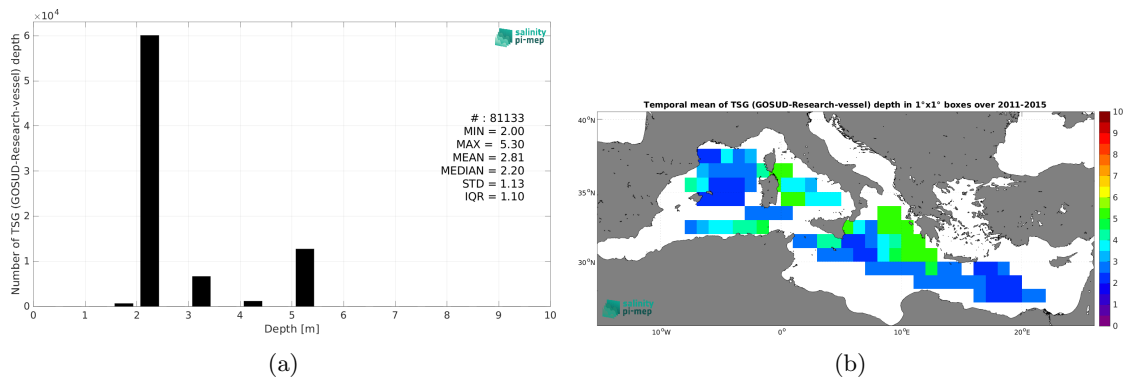 ×10⁴
6
5
4
3
2
1
0
Number of TSG (GOSUD-Research-vessel) depth
salinity
pi-mep
# : 81133
MIN = 2.00
MAX = 5.30
MEAN = 2.81
MEDIAN = 2.20
STD = 1.13
IQR = 1.10
0 1 2 3 4 5 6 7 8 9 10
Depth [m]
(a)
Temporal mean of TSG (GOSUD-Research-vessel) depth in 1°x1° boxes over 2011-2015
40°N
35°N
30°N
10°W 0° 10°E 20°E
salinity
pi-mep
10
9
8
7
6
5
4
3
2
1
0
(b)